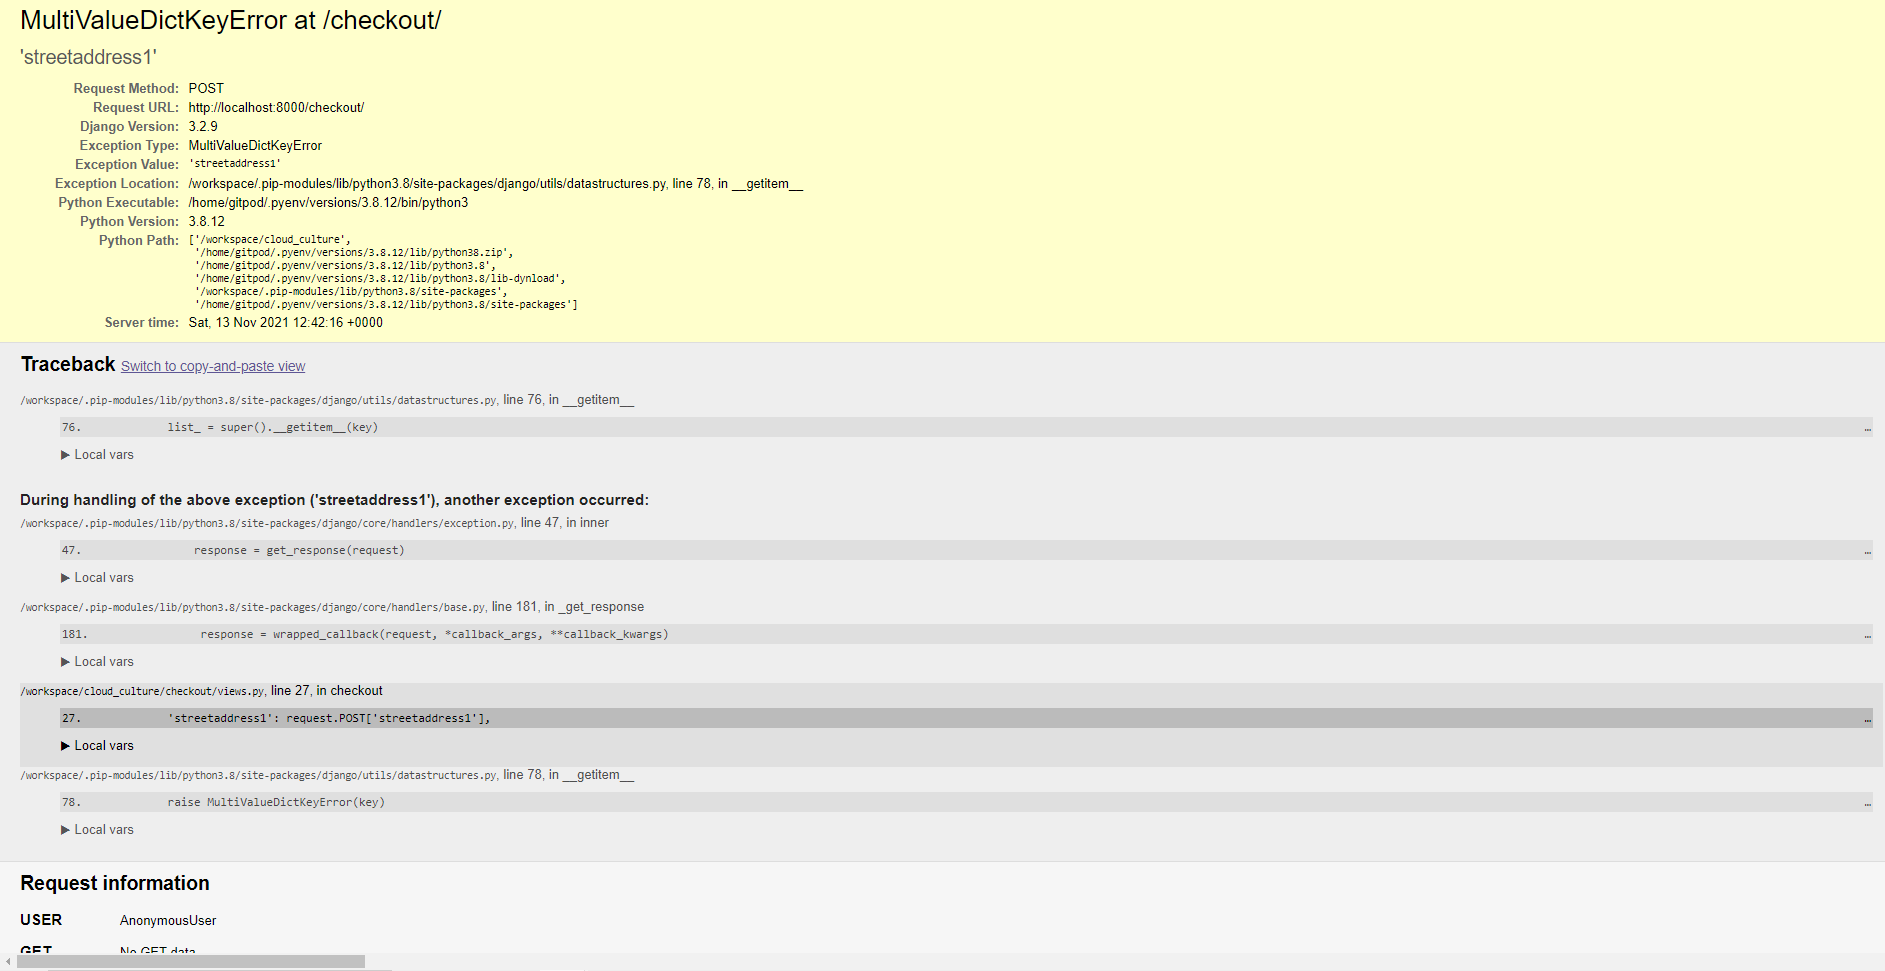 MultiValueDictKeyError at /checkout/
'streetaddress1'
Request Method: POST
Request URL: http://localhost:8000/checkout/
Django Version: 3.2.9
Exception Type: MultiValueDictKeyError
Exception Value: 'streetaddress1'
Exception Location: /workspace/.pip-modules/lib/python3.8/site-packages/django/utils/datastructures.py, line 78, in __getitem__
Python Executable: /home/gitpod/.pyenv/versions/3.8.12/bin/python3
Python Version: 3.8.12
Python Path: ['/workspace/cloud_culture',
'/home/gitpod/.pyenv/versions/3.8.12/lib/python38.zip',
'/home/gitpod/.pyenv/versions/3.8.12/lib/python3.8',
'/home/gitpod/.pyenv/versions/3.8.12/lib/python3.8/lib-dynload',
'/workspace/.pip-modules/lib/python3.8/site-packages',
'/home/gitpod/.pyenv/versions/3.8.12/lib/python3.8/site-packages']
Server time: Sat, 13 Nov 2021 12:42:16 +0000
Traceback Switch to copy-and-paste view
/workspace/.pip-modules/lib/python3.8/site-packages/django/utils/datastructures.py, line 76, in __getitem__
76. list_ = super().__getitem__(key) …
▶ Local vars
During handling of the above exception ('streetaddress1'), another exception occurred:
/workspace/.pip-modules/lib/python3.8/site-packages/django/core/handlers/exception.py, line 47, in inner
47. response = get_response(request) …
▶ Local vars
/workspace/.pip-modules/lib/python3.8/site-packages/django/core/handlers/base.py, line 181, in _get_response
181. response = wrapped_callback(request, *callback_args, **callback_kwargs) …
▶ Local vars
/workspace/cloud_culture/checkout/views.py, line 27, in checkout
27. 'streetaddress1': request.POST['streetaddress1'], …
▶ Local vars
/workspace/.pip-modules/lib/python3.8/site-packages/django/utils/datastructures.py, line 78, in __getitem__
78. raise MultiValueDictKeyError(key) …
▶ Local vars
Request information
USER AnonymousUser
GET No GET data